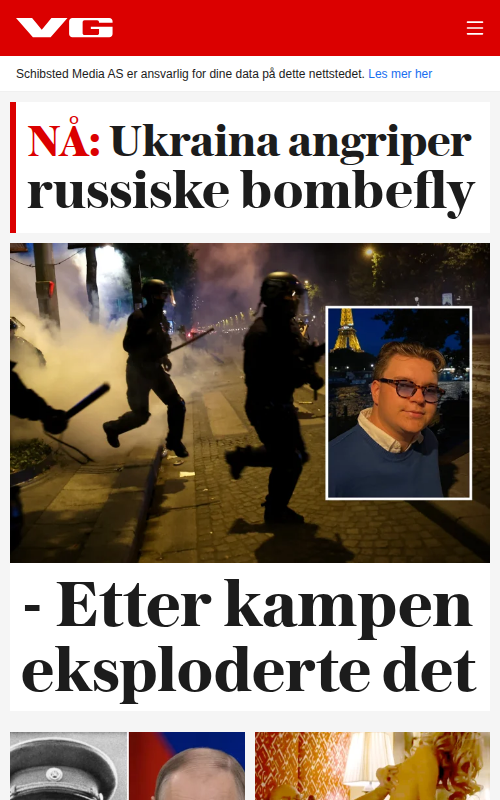 VG
Schibsted Media AS er ansvarlig for dine data på dette nettstedet. Les mer her
NÅ: Ukraina angriper
russiske bombefly
- Etter kampen
eksploderte det